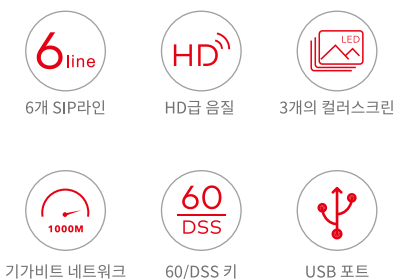 6line
HD
LED
6개 SIP라인
HD급 음질
3개의 컬러스크린
1000M
60
DSS
기가비트 네트워크
60/DSS 키
USB 포트